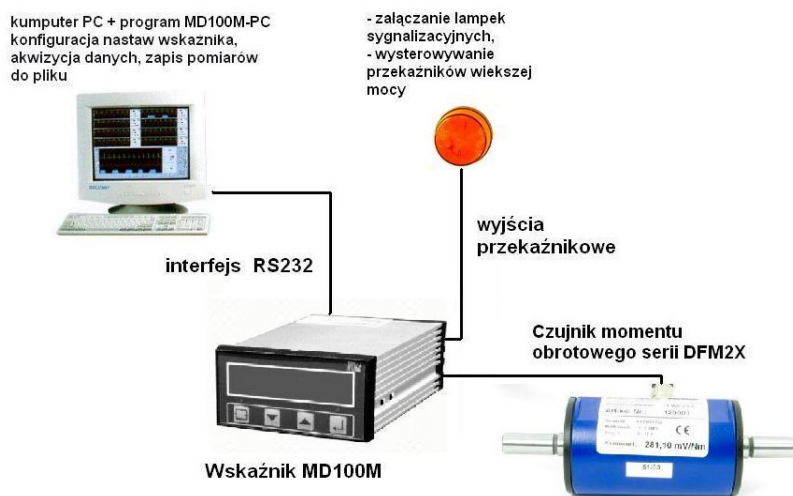 kumputer PC + program MD100M-PC
konfiguracja nastaw wskaznika,
akwizycja danych, zapis pomiarów
do pliku
- załączanie lampek
sygnalizacyjnych,
- wysterowywanie
przekaźników wiekszej
mocy
wyjścia
przekaźnikowe
interfejs RS232
Czujnik momentu
obrotowego serii DFM2X
281,10 mV/Nm
Wskaźnik MD100M